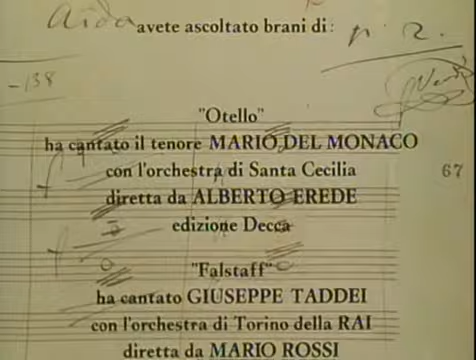 Aida
avete ascoltato brani di:
n. 2.
-138
Verdi
"Otello"
ha cantato il tenore MARIO DEL MONACO
con l'orchestra di Santa Cecilia
67
diretta da ALBERTO EREDE
edizione Decca
"Falstaff"
ha cantato GIUSEPPE TADDEI
con l'orchestra di Torino della RAI
diretta da MARIO ROSSI